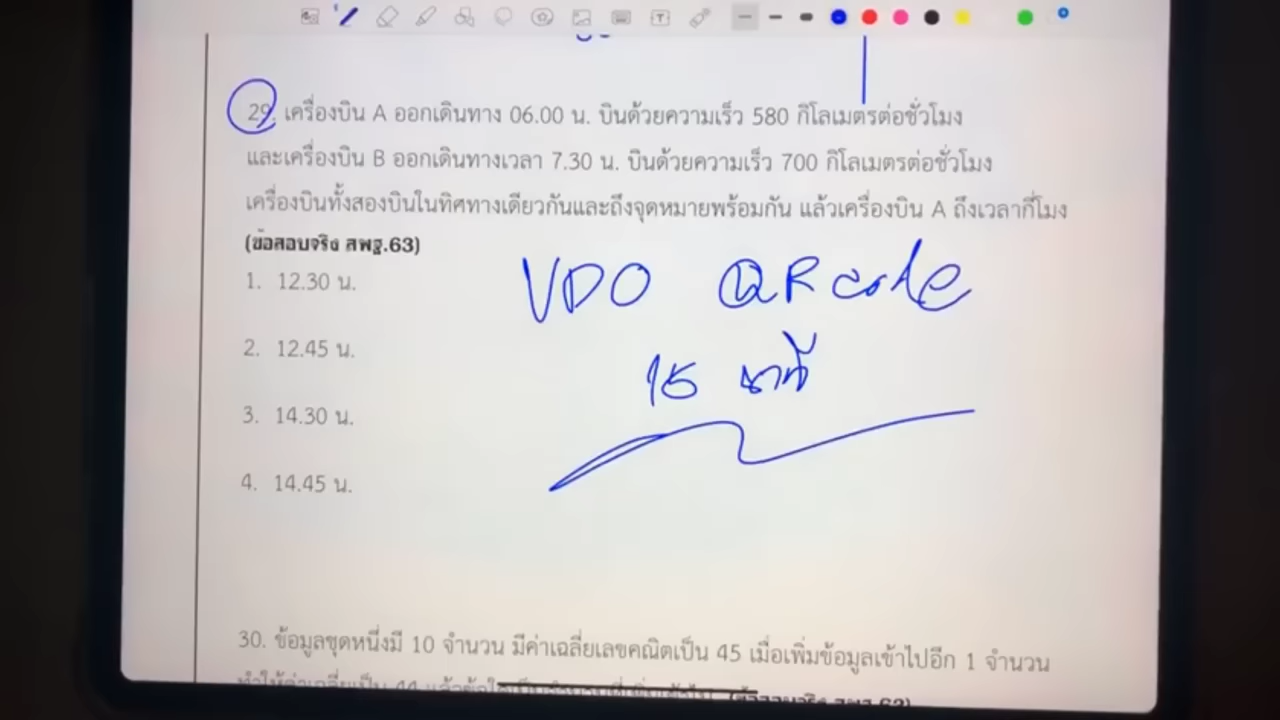 29. เครื่องบิน A ออกเดินทาง 06.00 น. บินด้วยความเร็ว 580 กิโลเมตรต่อชั่วโมง
และเครื่องบิน B ออกเดินทางเวลา 7.30 น. บินด้วยความเร็ว 700 กิโลเมตรต่อชั่วโมง
เครื่องบินทั้งสองบินในทิศทางเดียวกันและถึงจุดหมายพร้อมกัน แล้วเครื่องบิน A ถึงเวลากี่โมง
(ข้อสอบจริง สพฐ.63)
1. 12.30 น.
VDO QR code
2. 12.45 น.
15 นาที
3. 14.30 น.
4. 14.45 น.
30. ข้อมูลชุดหนึ่งมี 10 จำนวน มีค่าเฉลี่ยเลขคณิตเป็น 45 เมื่อเพิ่มข้อมูลเข้าไปอีก 1 จำนวน